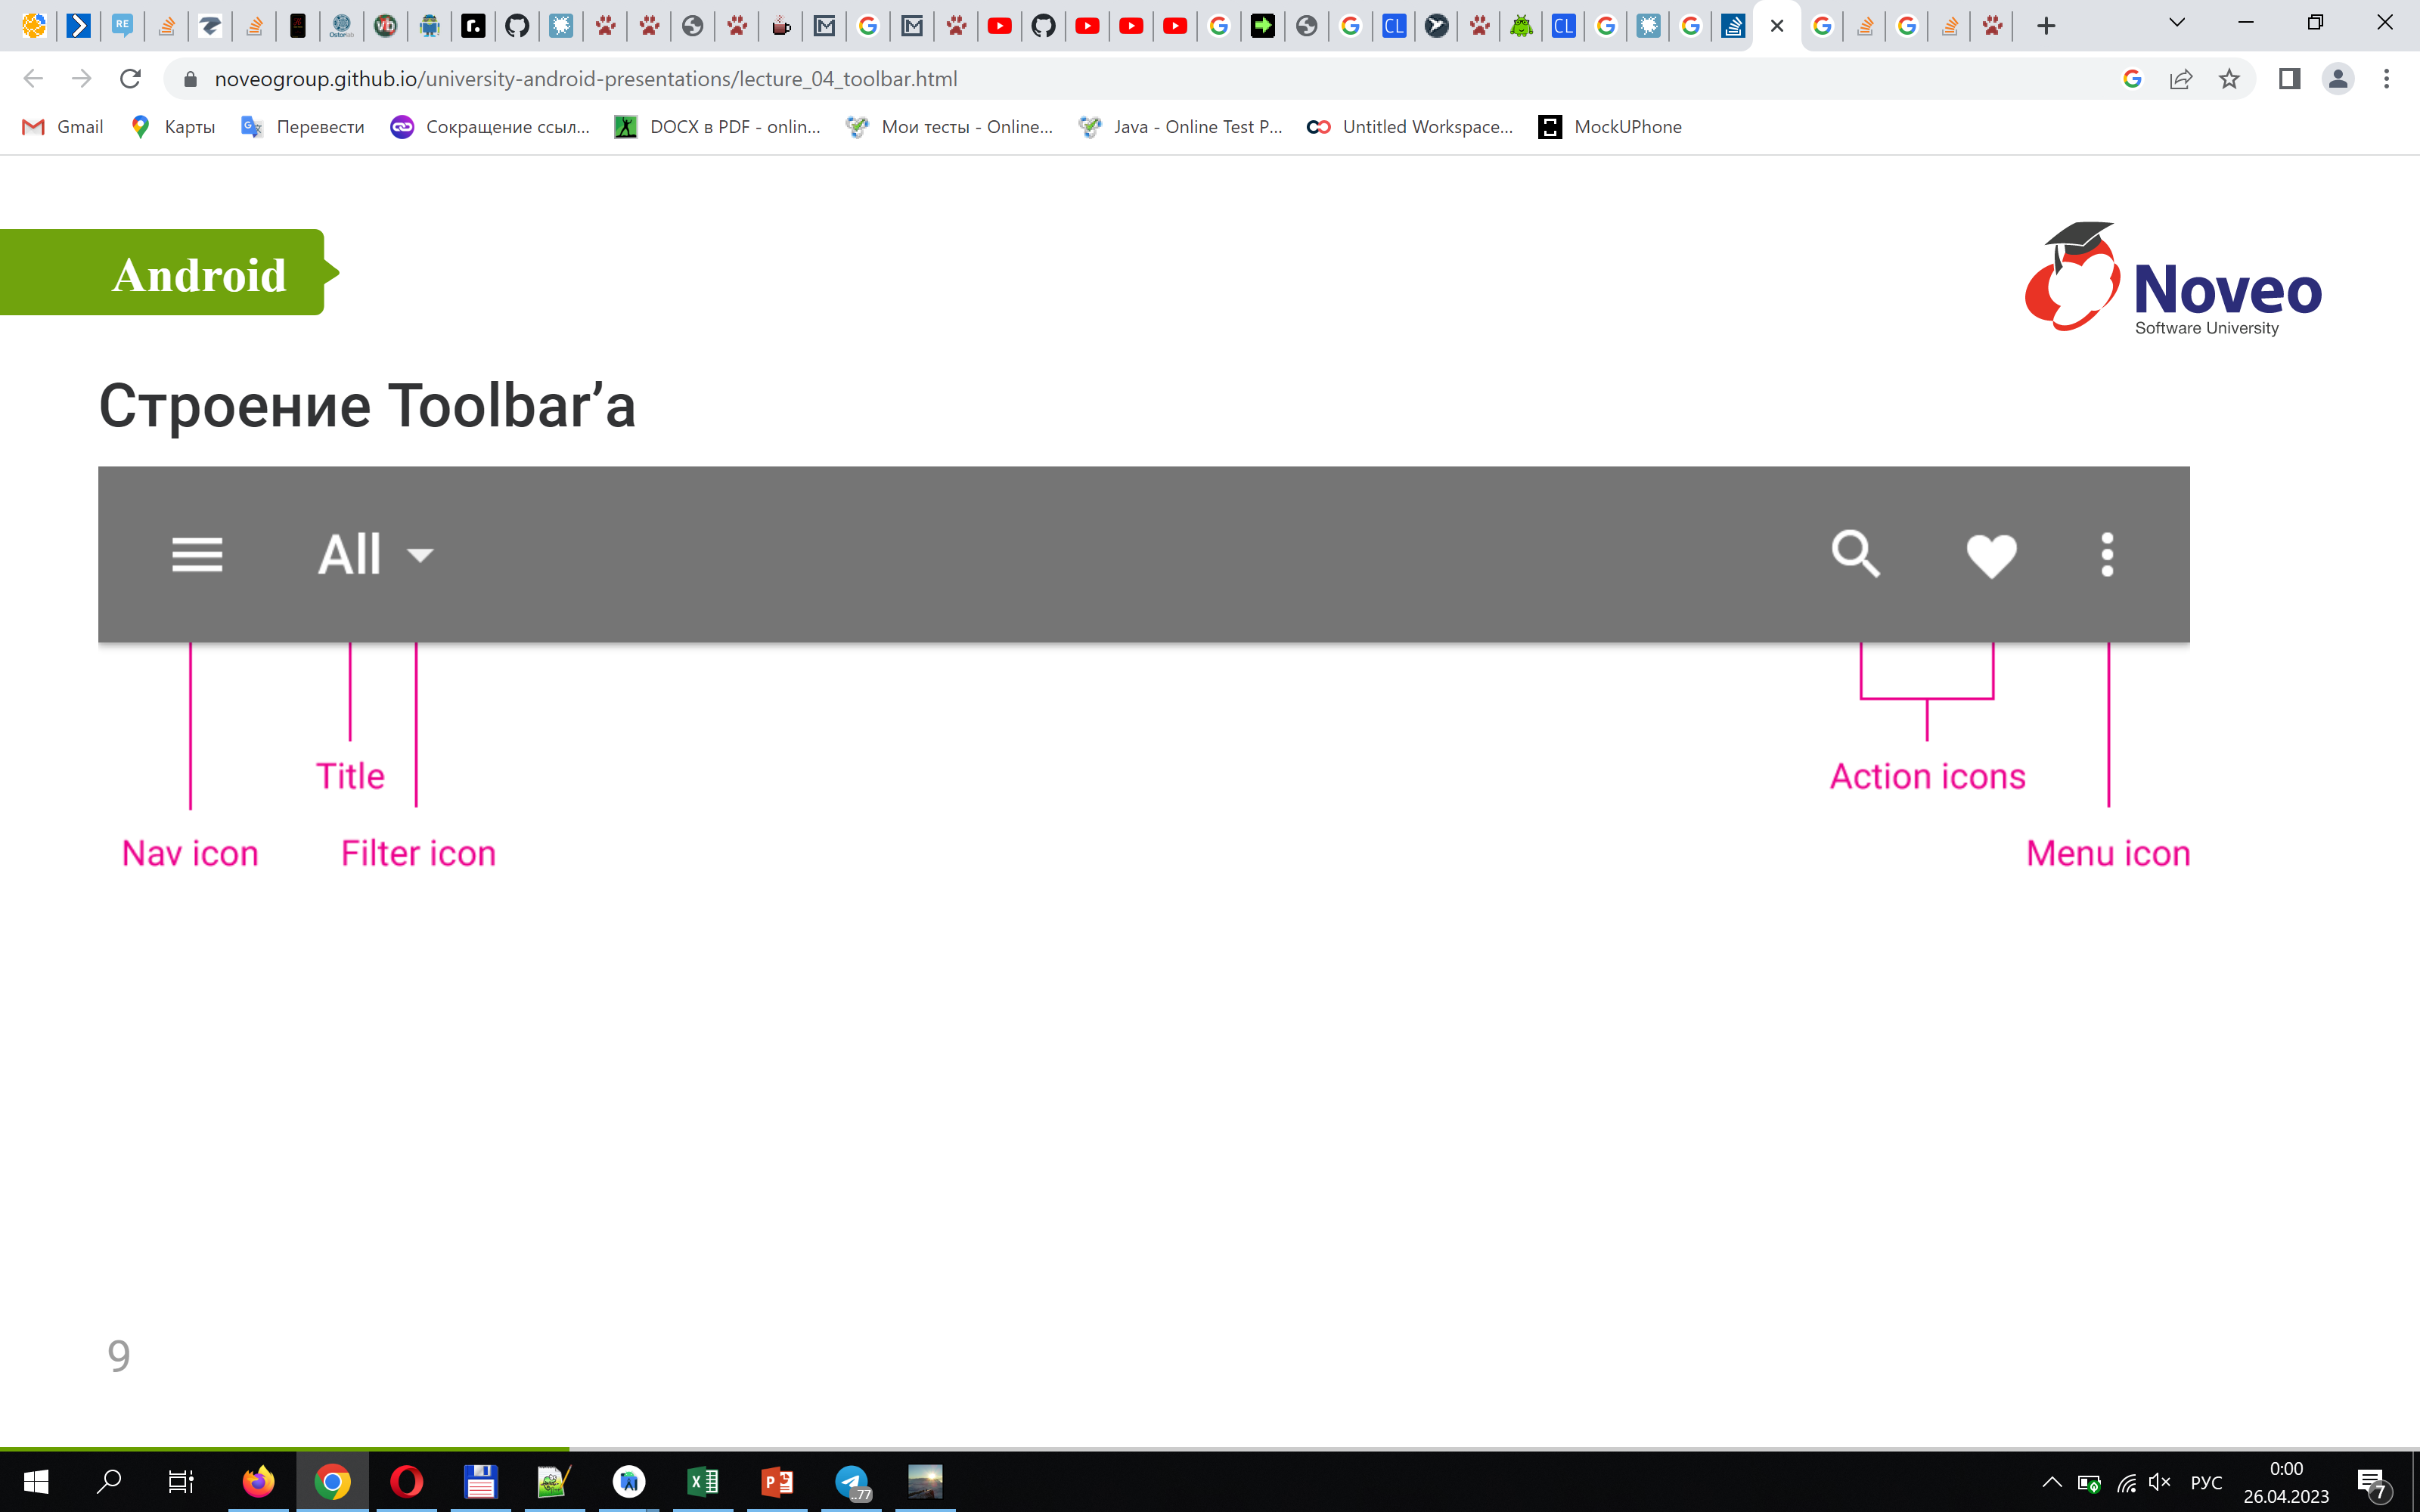 noveogroup.github.io/university-android-presentations/lecture_04_toolbar.html
Gmail Карты Перевести Сокращение ссыл... DOCX в PDF - onlin... Мои тесты - Online... Java - Online Test P... Untitled Workspace... MockUPhone
Android
Noveo
Software University
Строение Toolbar’а
All
Title
Action icons
Nav icon
Filter icon
Menu icon
9
..77
РУС
0:00
26.04.2023
7